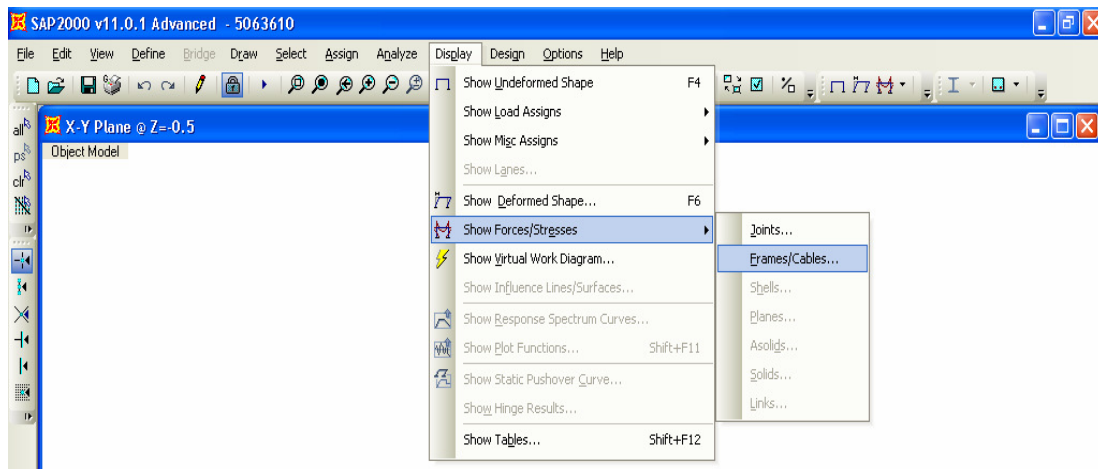 SAP2000 v11.0.1 Advanced - 5063610
File Edit View Define Bridge Draw Select Assign Analyze Display Design Options Help
all
ps
clr
X-Y Plane @ Z=-0.5
Object Model
Show Undeformed Shape F4
Show Load Assigns
Show Misc Assigns
Show Lanes...
Show Deformed Shape... F6
Show Forces/Stresses
Show Virtual Work Diagram...
Show Influence Lines/Surfaces...
Show Response Spectrum Curves...
Show Plot Functions... Shift+F11
Show Static Pushover Curve...
Show Hinge Results...
Show Tables... Shift+F12
Joints...
Frames/Cables...
Shells...
Planes...
Asolids...
Solids...
Links...